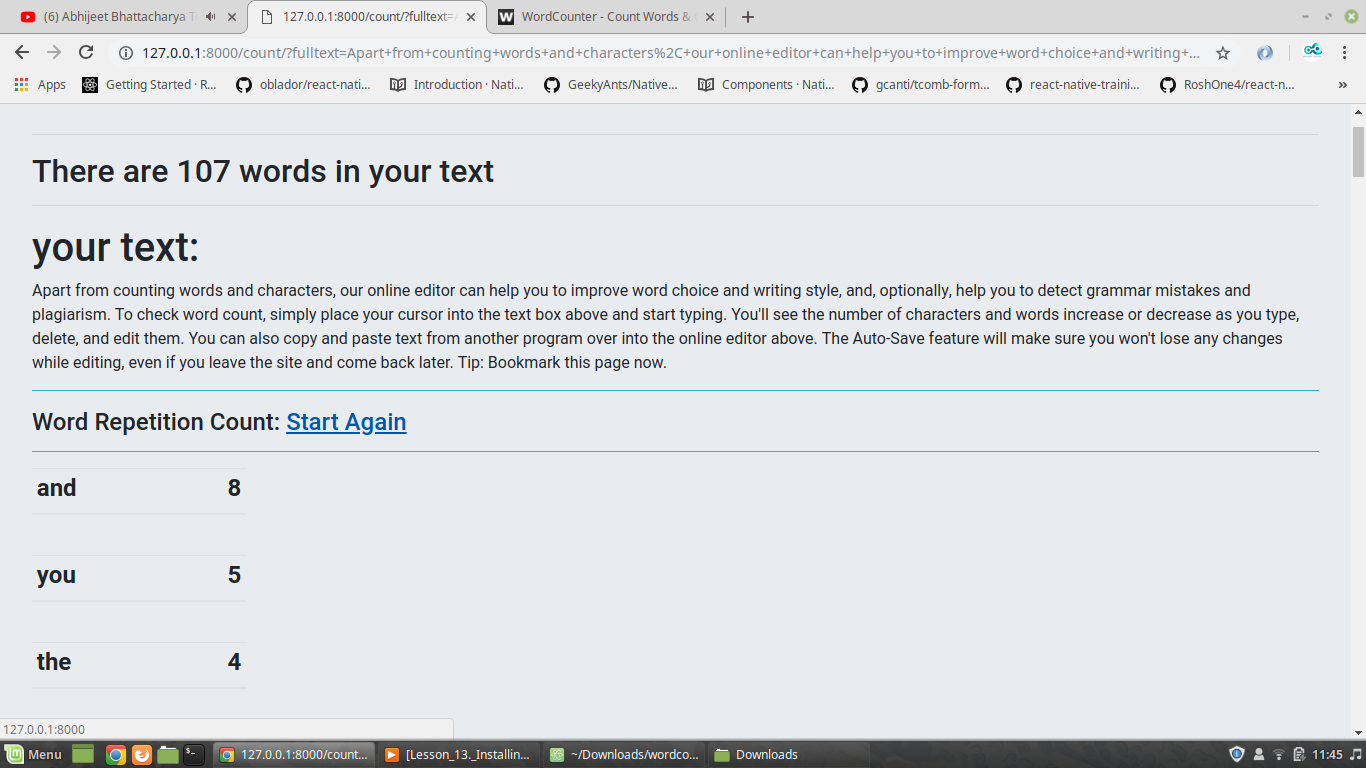 (6) Abhijeet Bhattacharya T
127.0.0.1:8000/count/?fulltext=
WordCounter - Count Words &
127.0.0.1:8000/count/?fulltext=Apart+from+counting+words+and+characters%2C+our+online+editor+can+help+you+to+improve+word+choice+and+writing+...
Apps
Getting Started · R...
oblador/react-nati...
Introduction · Nati...
GeekyAnts/Native...
Components · Nati...
gcanti/tcomb-form...
react-native-traini...
RoshOne4/react-n...
»
There are 107 words in your text
your text:
Apart from counting words and characters, our online editor can help you to improve word choice and writing style, and, optionally, help you to detect grammar mistakes and
plagiarism. To check word count, simply place your cursor into the text box above and start typing. You'll see the number of characters and words increase or decrease as you type,
delete, and edit them. You can also copy and paste text from another program over into the online editor above. The Auto-Save feature will make sure you won't lose any changes
while editing, even if you leave the site and come back later. Tip: Bookmark this page now.
Word Repetition Count: Start Again
and 8
you 5
the 4
127.0.0.1:8000
Menu
127.0.0.1:8000/count...
[Lesson_13._Installin...
~/Downloads/wordco...
Downloads
11:45